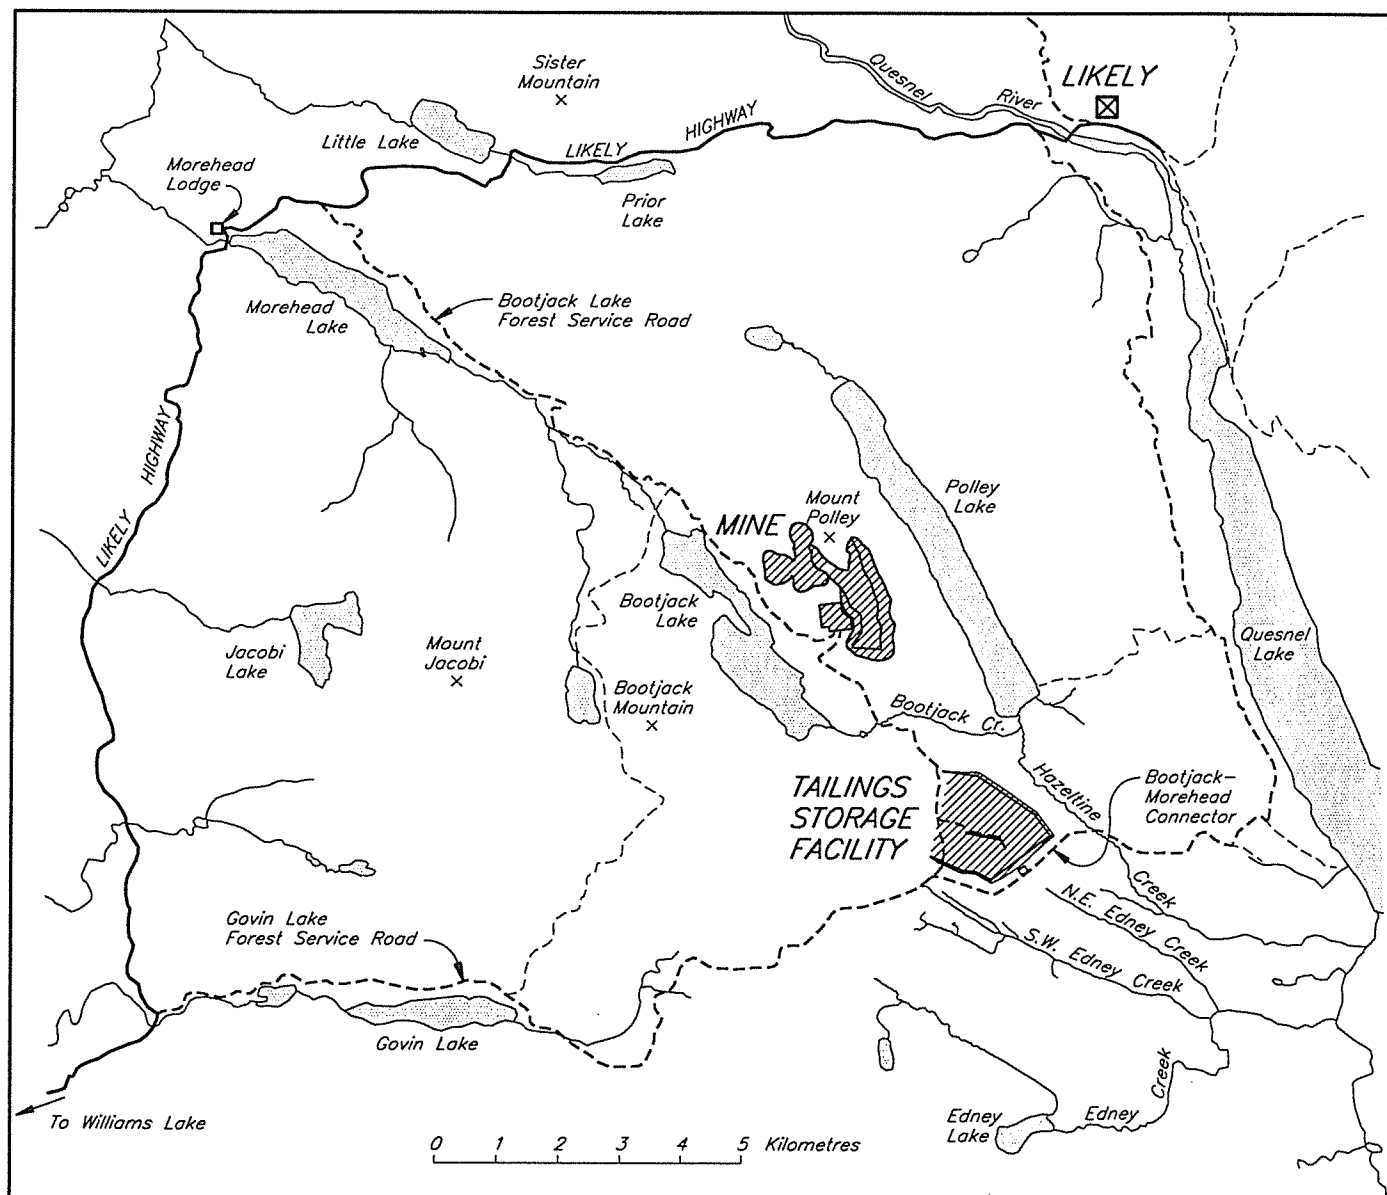 Sister
Mountain
Quesnel
River
LIKELY
Little Lake
LIKELY
HIGHWAY
Morehead
Lodge
Prior
Lake
Morehead
Lake
Bootjack Lake
Forest Service Road
LIKELY
HIGHWAY
Polley
Lake
Mount
Polley
MINE
Bootjack
Lake
Jacobi
Lake
Mount
Jacobi
Quesnel
Lake
Bootjack
Mountain
Bootjack Cr.
Hazeltine
Creek
Bootjack–
Morehead
Connector
TAILINGS
STORAGE
FACILITY
N.E. Edney Creek
S.W. Edney Creek
Govin Lake
Forest Service Road
Govin Lake
Edney
Lake
Edney
Creek
To Williams Lake
0 1 2 3 4 5 Kilometres